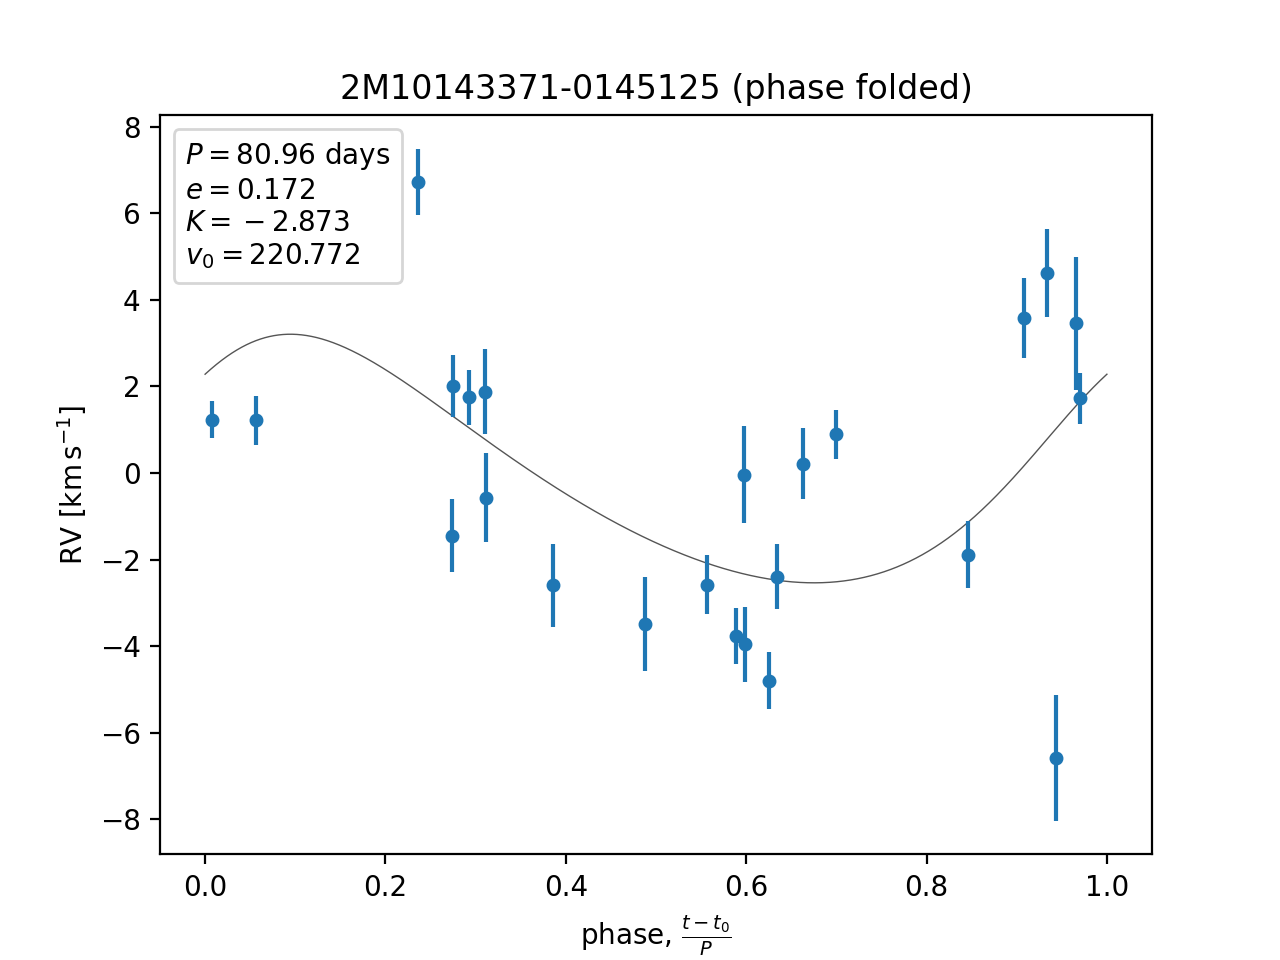 2M10143371-0145125 (phase folded)
P = 80.96 days
e = 0.172
K = −2.873
v₀ = 220.772
RV [km s⁻¹]
8
6
4
2
0
−2
−4
−6
−8
0.0 0.2 0.4 0.6 0.8 1.0
phase, (t − t₀)/P